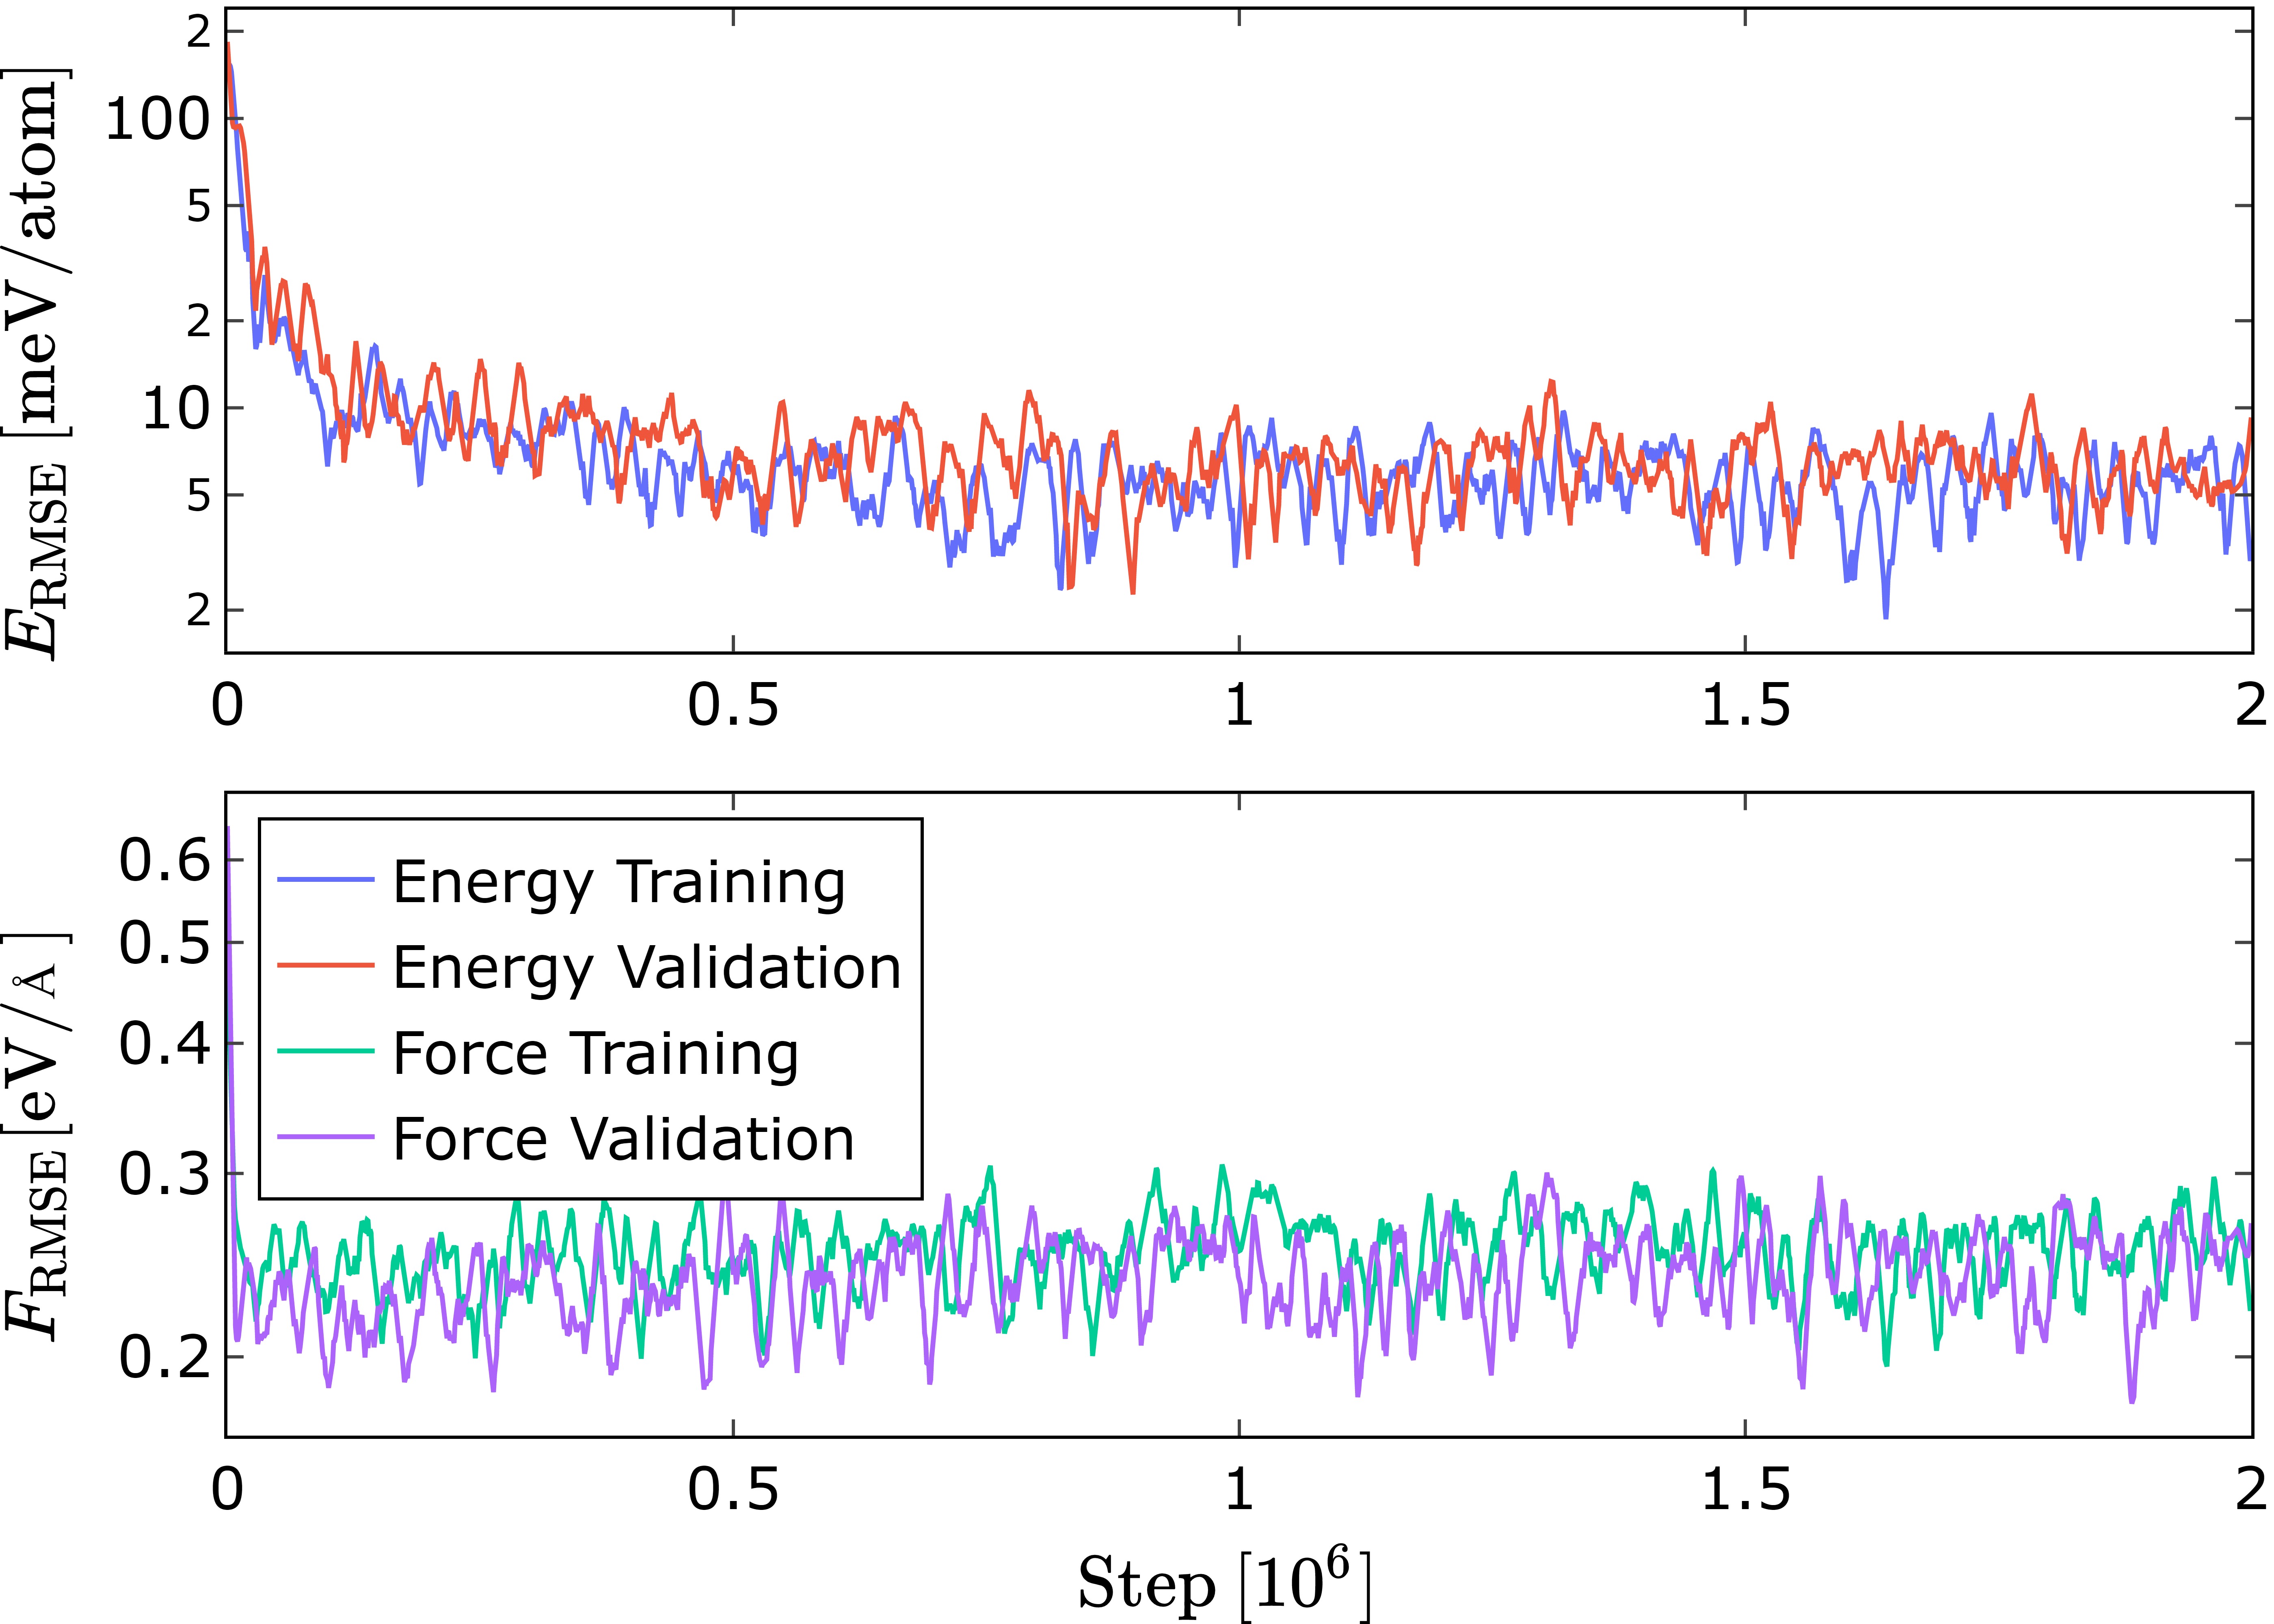 E_RMSE [meV/atom]
2
100
5
2
10
5
2
0 0.5 1 1.5 2
F_RMSE [eV/Å]
0.6
0.5
0.4
0.3
0.2
Energy Training
Energy Validation
Force Training
Force Validation
0 0.5 1 1.5 2
Step [10⁶]